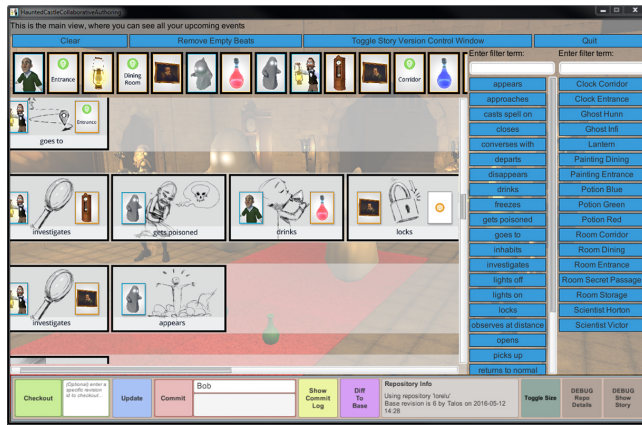 HauntedCastleCollaborativeAuthoring
This is the main view, where you can see all your upcoming events
Clear
Remove Empty Beats
Toggle Story Version Control Window
Quit
Entrance
Dining
Room
Corridor
Enter filter term:
Enter filter term:
Entrance
goes to
investigates
gets poisoned
drinks
locks
investigates
appears
appears
approaches
casts spell on
closes
converses with
departs
disappears
drinks
freezes
gets poisoned
goes to
inhabits
investigates
lights off
lights on
locks
observes at distance
opens
picks up
returns to normal
Clock Corridor
Clock Entrance
Ghost Hunn
Ghost Infi
Lantern
Painting Dining
Painting Entrance
Potion Blue
Potion Green
Potion Red
Room Corridor
Room Dining
Room Entrance
Room Secret Passage
Room Storage
Scientist Horton
Scientist Victor
Checkout
(Optional) enter a
specific revision
id to checkout...
Update
Commit
Bob
Show
Commit
Log
Diff
To
Base
Repository Info
Using repository 'lorelu'
Base revision is 8 by Talos on 2016-05-12
14:28
Toggle Size
DEBUG
Repo
Details
DEBUG
Show
Story